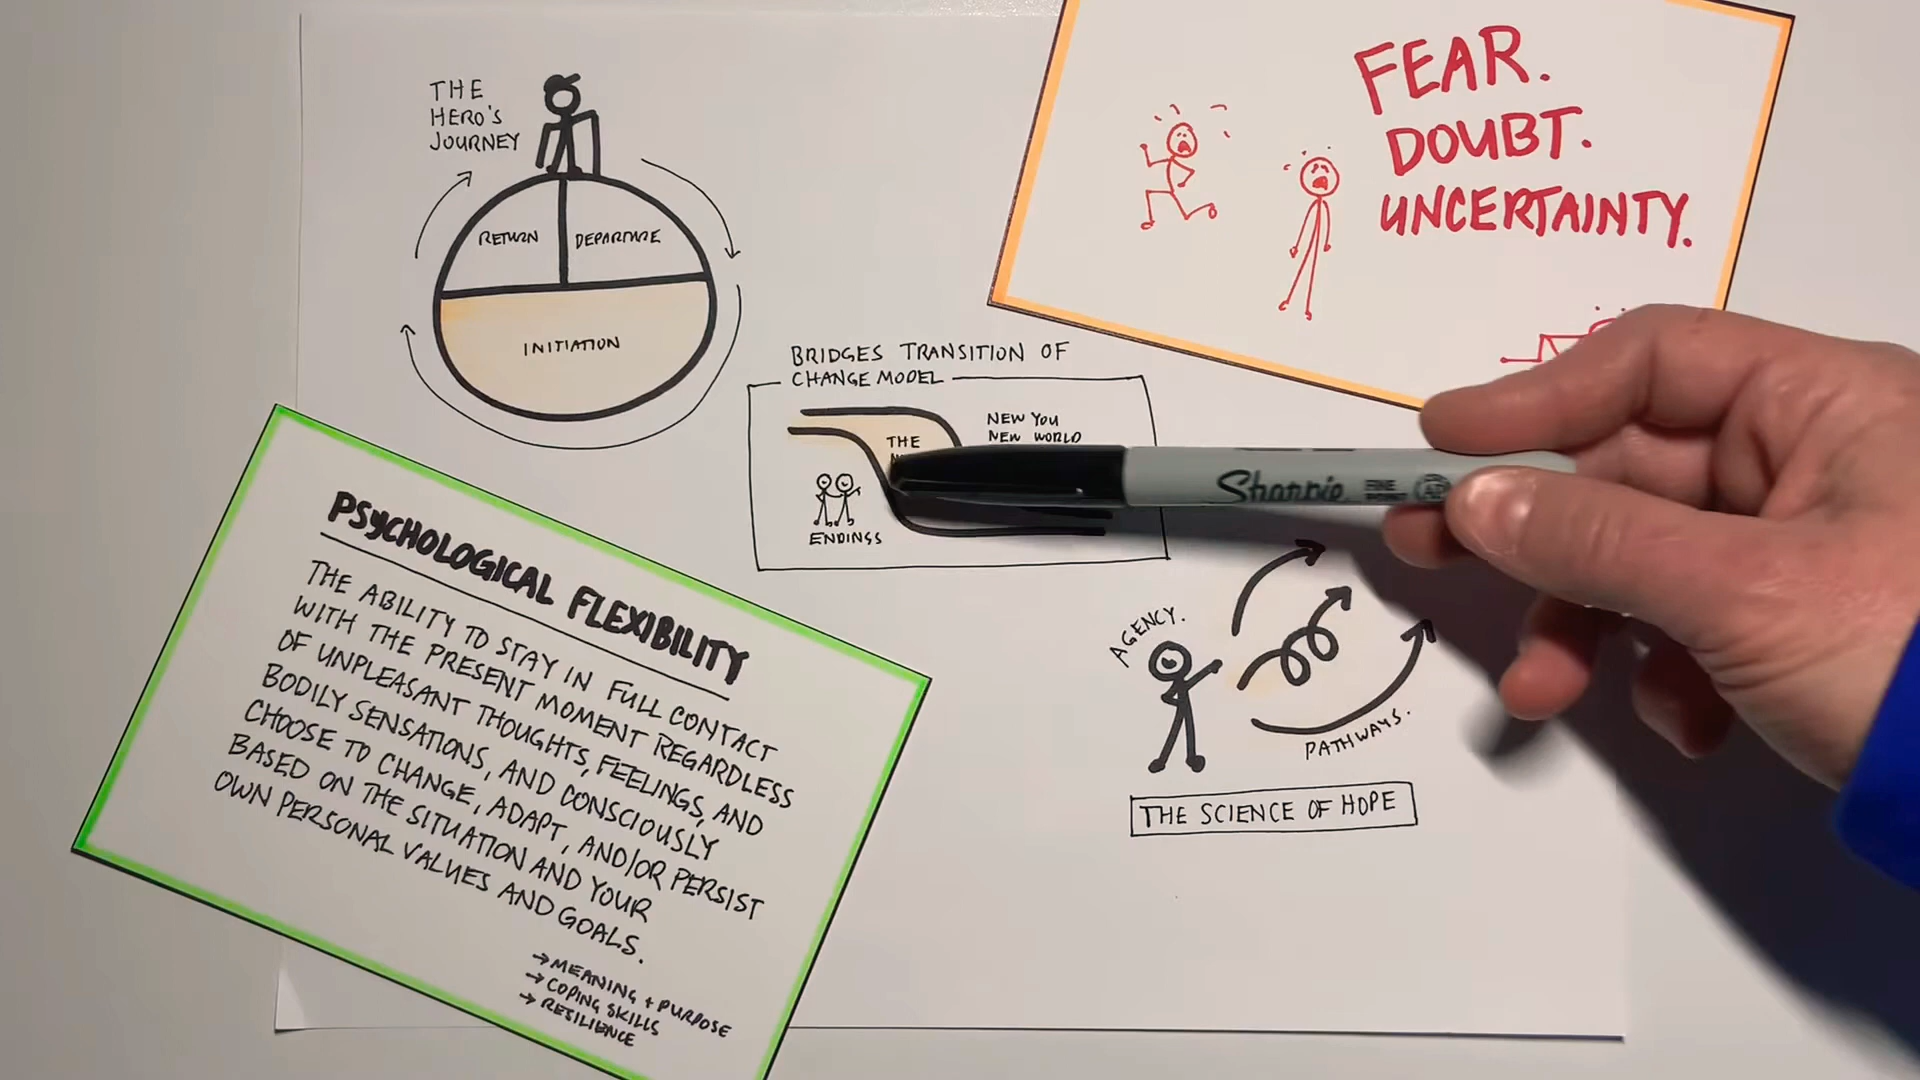 THE
HERO'S
JOURNEY
RETURN
DEPARTURE
INITIATION
FEAR.
DOUBT.
UNCERTAINTY.
BRIDGES TRANSITION OF
CHANGE MODEL
THE
NEW YOU
NEW WORLD
ENDINGS
Sharpie
FINE
POINT
PSYCHOLOGICAL FLEXIBILITY
THE ABILITY TO STAY IN FULL CONTACT
WITH THE PRESENT MOMENT REGARDLESS
OF UNPLEASANT THOUGHTS, FEELINGS, AND
BODILY SENSATIONS, AND CONSCIOUSLY
CHOOSE TO CHANGE, ADAPT, AND/OR PERSIST
BASED ON THE SITUATION AND YOUR
OWN PERSONAL VALUES AND GOALS.
→ MEANING + PURPOSE
→ COPING SKILLS
→ RESILIENCE
AGENCY.
PATHWAYS.
THE SCIENCE OF HOPE